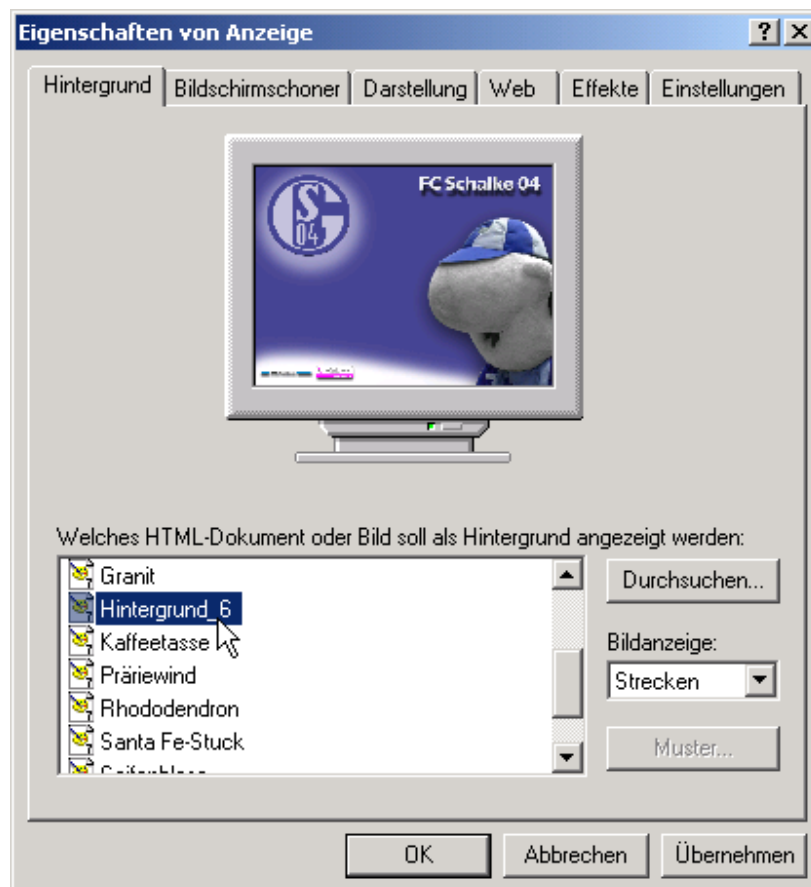 Eigenschaften von Anzeige
Hintergrund Bildschirmschoner Darstellung Web Effekte Einstellungen
FC Schalke 04
S
04
Welches HTML-Dokument oder Bild soll als Hintergrund angezeigt werden:
Granit
Hintergrund_6
Kaffeetasse
Präriewind
Rhododendron
Santa Fe-Stuck
Durchsuchen...
Bildanzeige:
Strecken
Muster...
OK Abbrechen Übernehmen